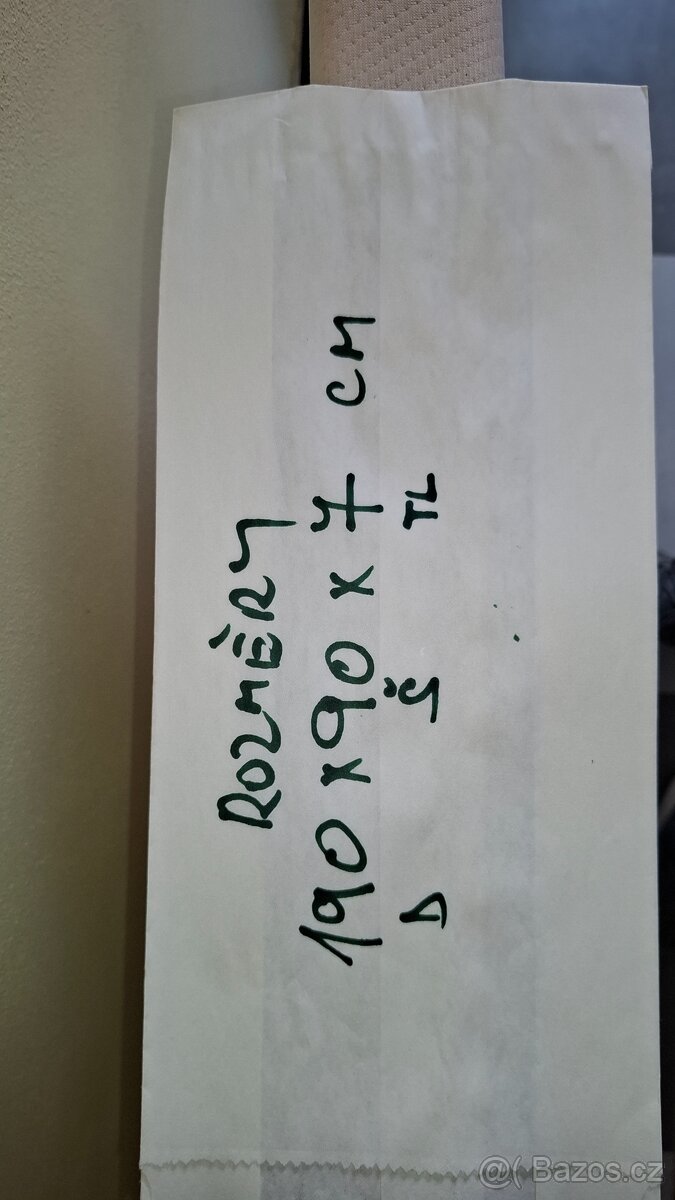 ROZMĚRY
190 x 90 x 7 CM
D Š TL
@( Bazos.cz